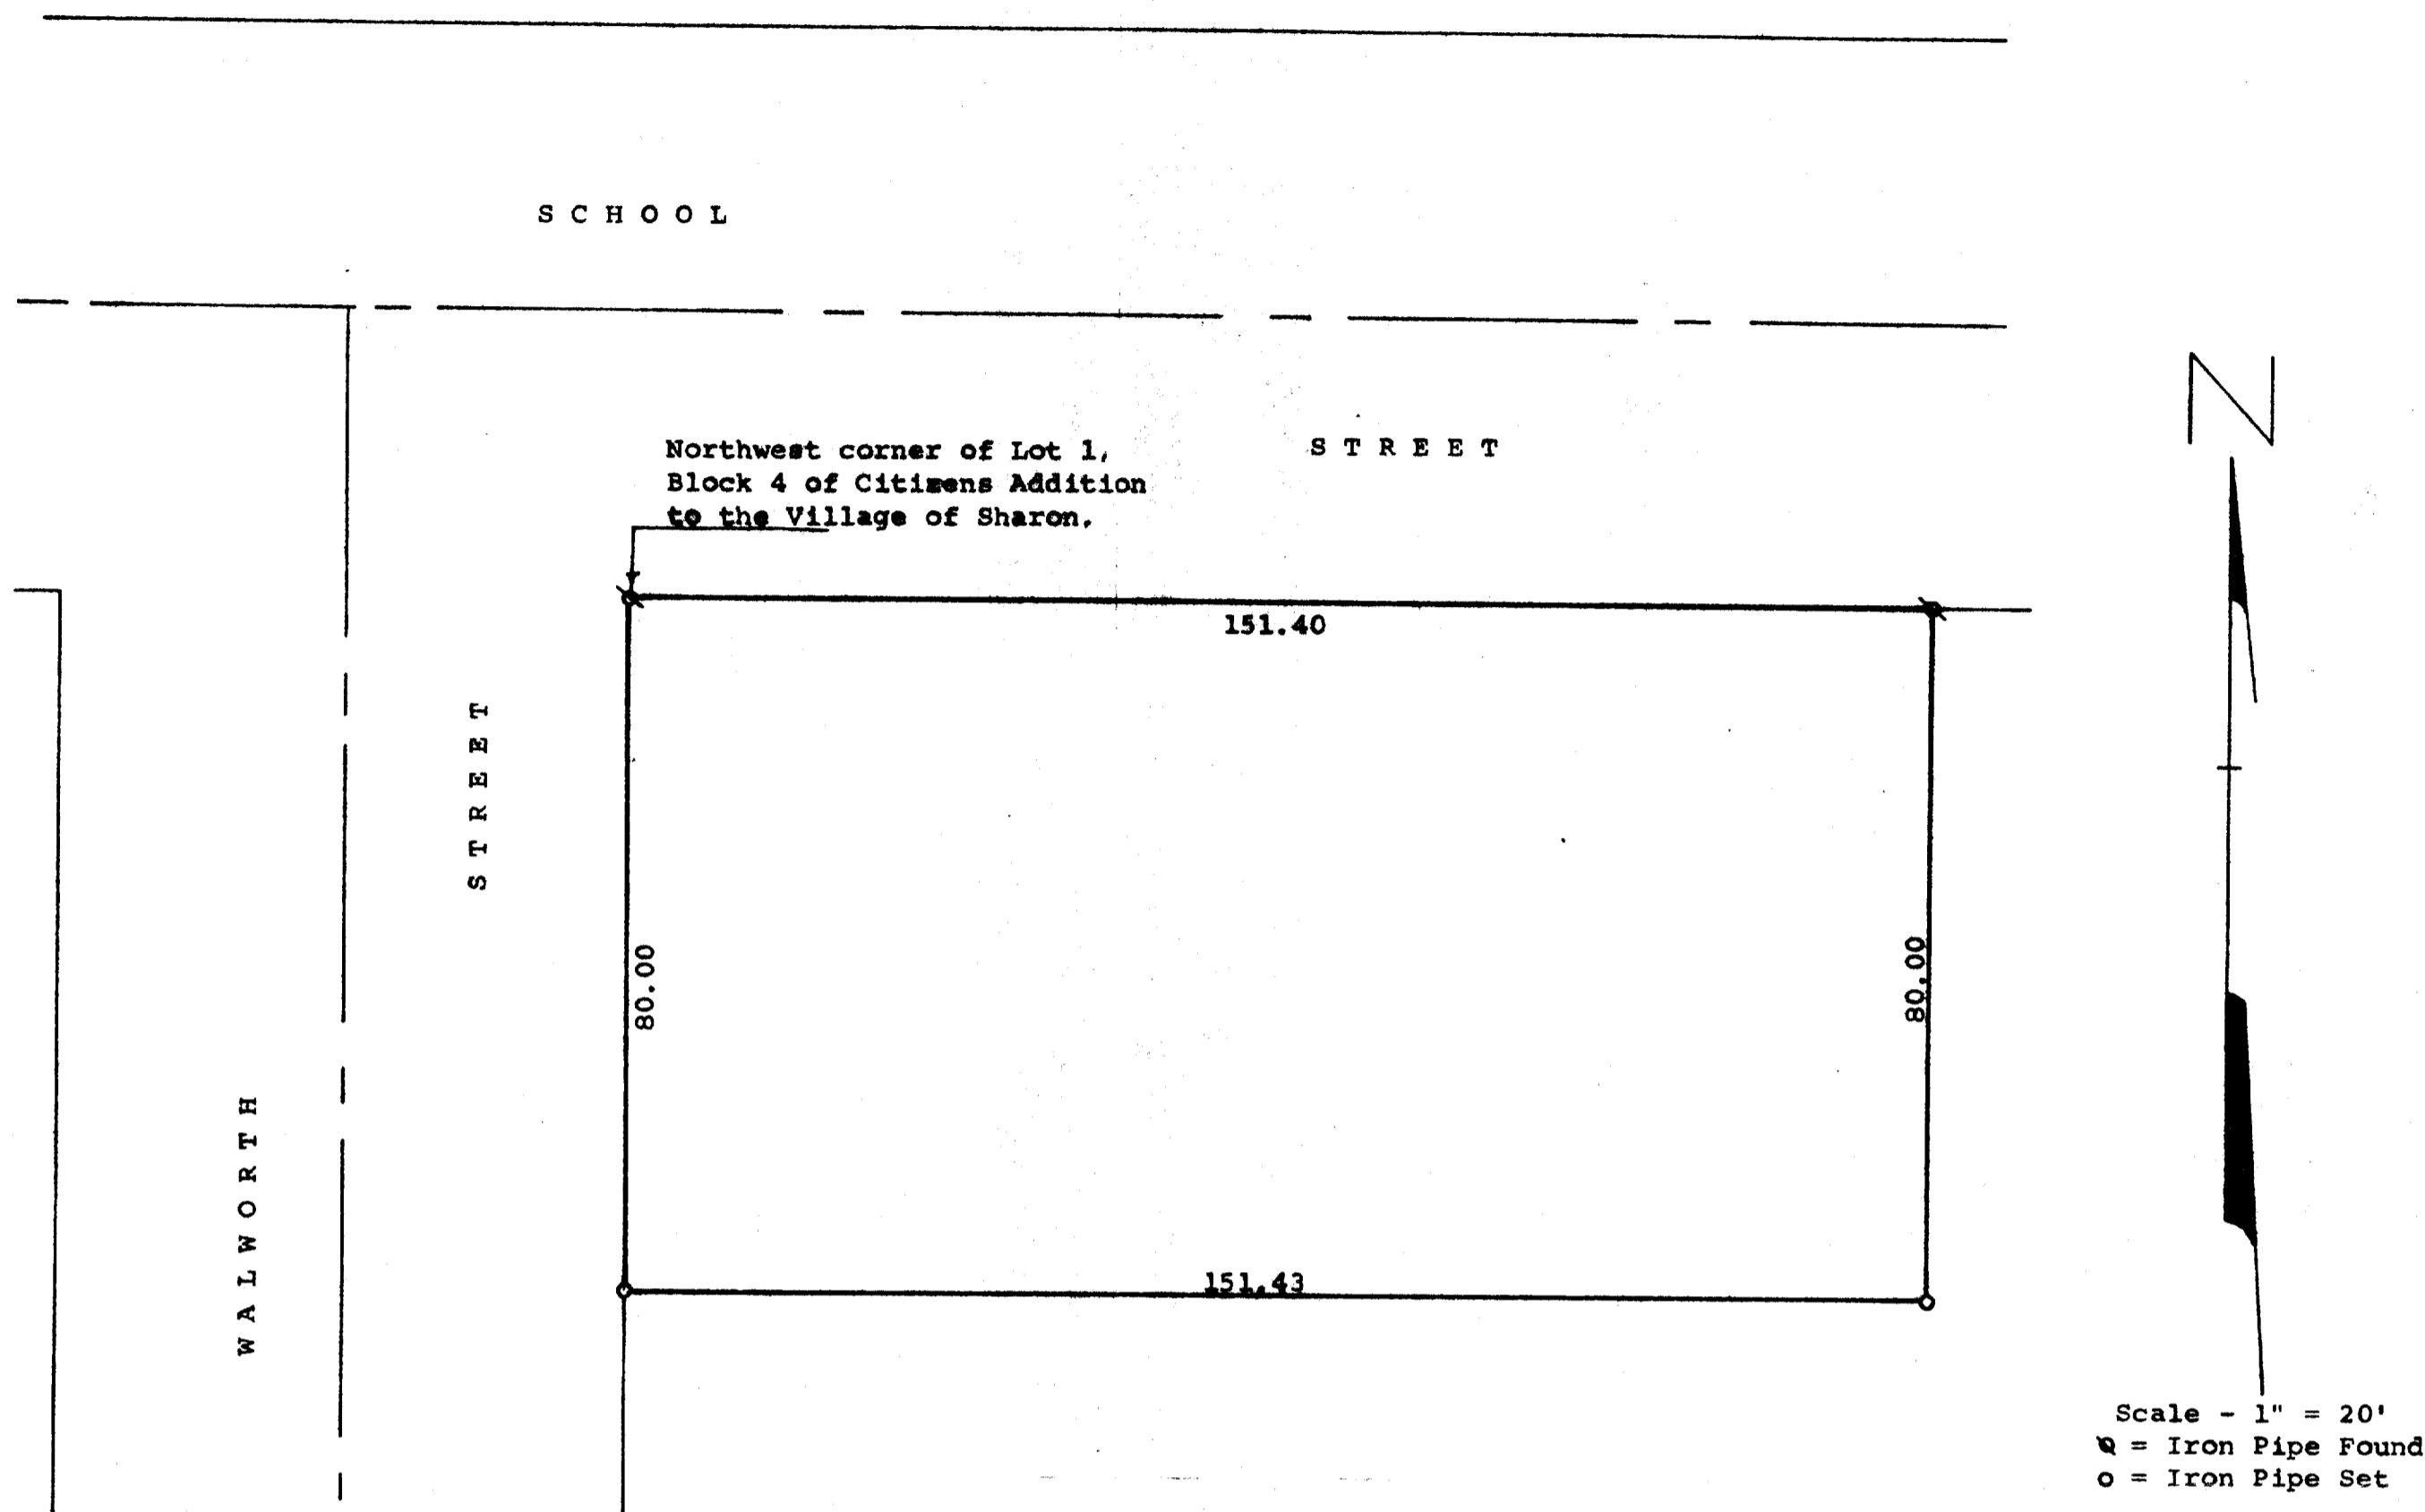 SCHOOL
N
Northwest corner of Lot 1,
Block 4 of Citizens Addition
to the Village of Sharon.
STREET
151.40
STREET
80.00
80.00
WALWORTH
151.43
Scale - 1" = 20'
= Iron Pipe Found
o = Iron Pipe Set